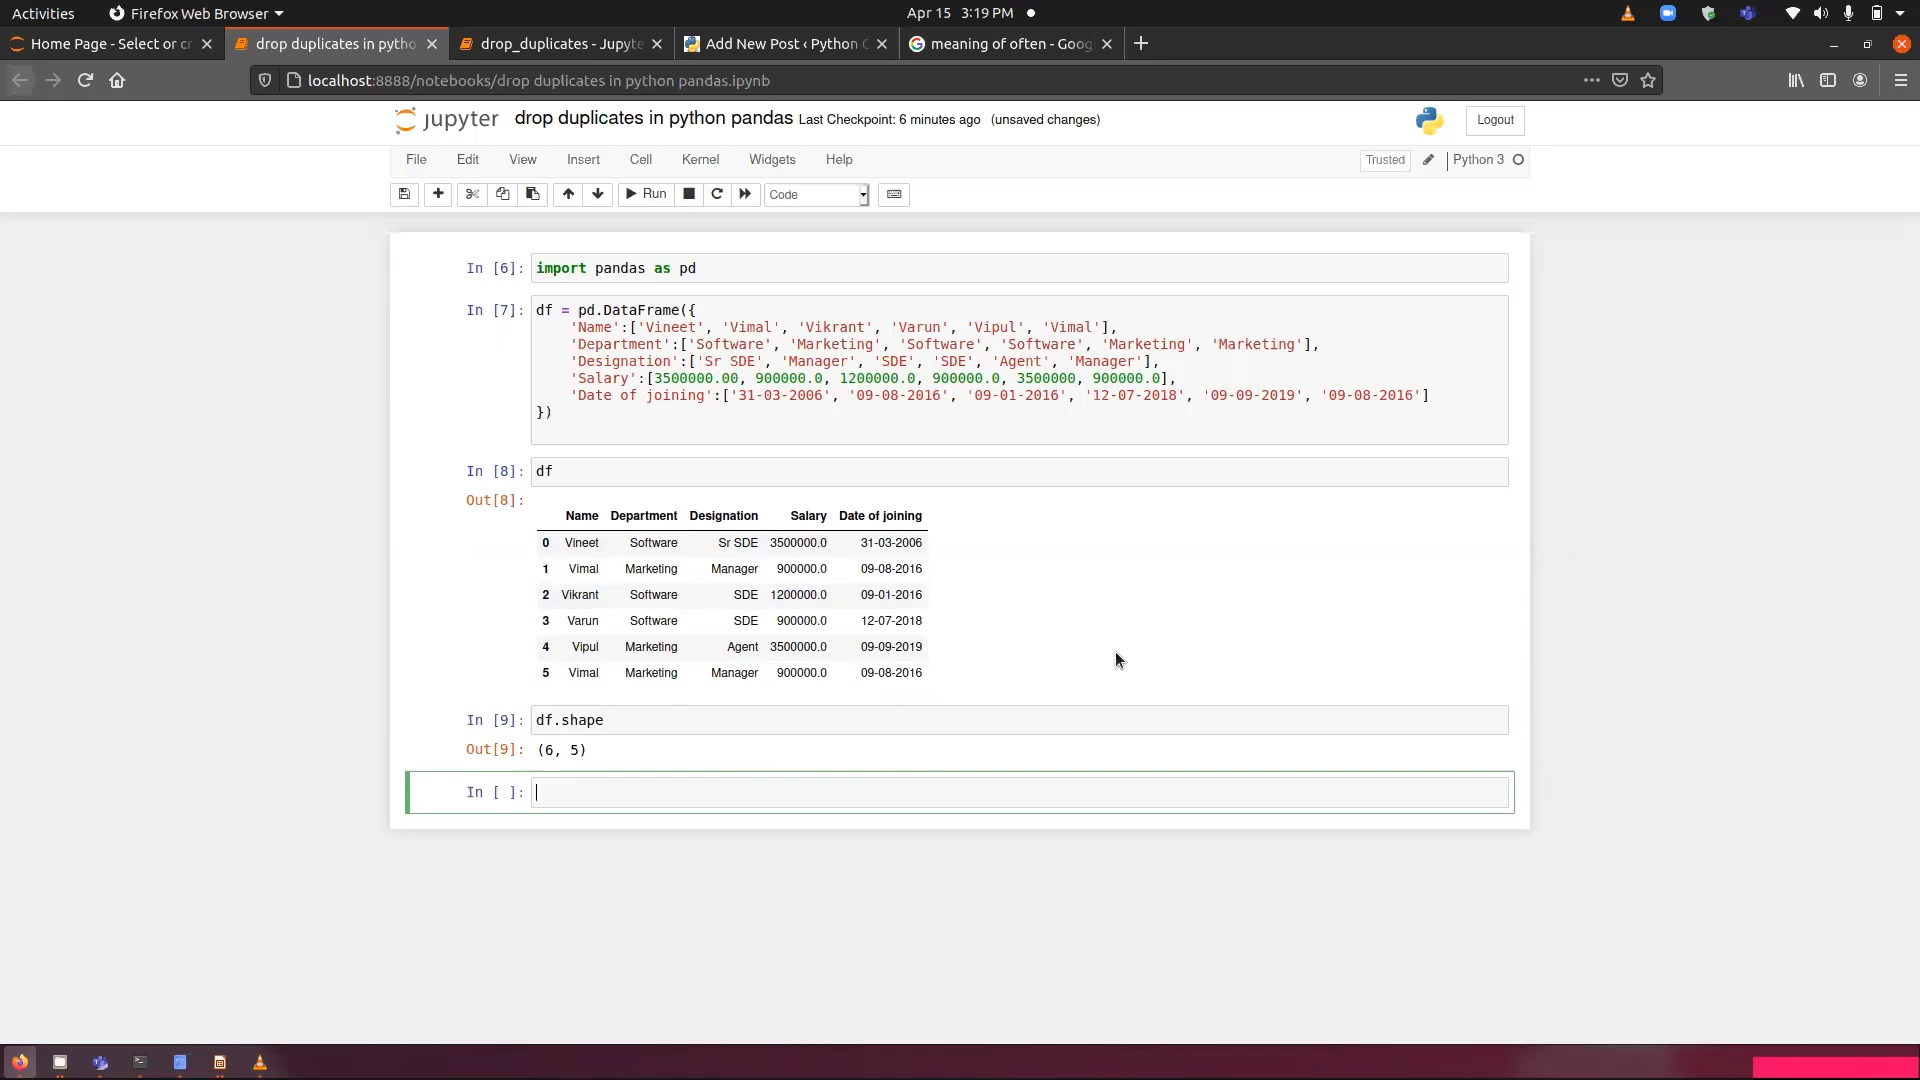 Activities Firefox Web Browser Apr 15 3:19 PM
Home Page - Select or cr drop duplicates in pytho drop_duplicates - Jupyte Add New Post ‹ Python meaning of often - Goog
localhost:8888/notebooks/drop duplicates in python pandas.ipynb
jupyter drop duplicates in python pandas Last Checkpoint: 6 minutes ago (unsaved changes) Logout
File Edit View Insert Cell Kernel Widgets Help Trusted Python 3
Run Code
In [6]: import pandas as pd
In [7]: df = pd.DataFrame({
'Name':['Vineet', 'Vimal', 'Vikrant', 'Varun', 'Vipul', 'Vimal'],
'Department':['Software', 'Marketing', 'Software', 'Software', 'Marketing', 'Marketing'],
'Designation':['Sr SDE', 'Manager', 'SDE', 'SDE', 'Agent', 'Manager'],
'Salary':[3500000.00, 900000.0, 1200000.0, 900000.0, 3500000, 900000.0],
'Date of joining':['31-03-2006', '09-08-2016', '09-01-2016', '12-07-2018', '09-09-2019', '09-08-2016']
})
In [8]: df
Out[8]:
Name Department Designation Salary Date of joining
0 Vineet Software Sr SDE 3500000.0 31-03-2006
1 Vimal Marketing Manager 900000.0 09-08-2016
2 Vikrant Software SDE 1200000.0 09-01-2016
3 Varun Software SDE 900000.0 12-07-2018
4 Vipul Marketing Agent 3500000.0 09-09-2019
5 Vimal Marketing Manager 900000.0 09-08-2016
In [9]: df.shape
Out[9]: (6, 5)
In [ ]: